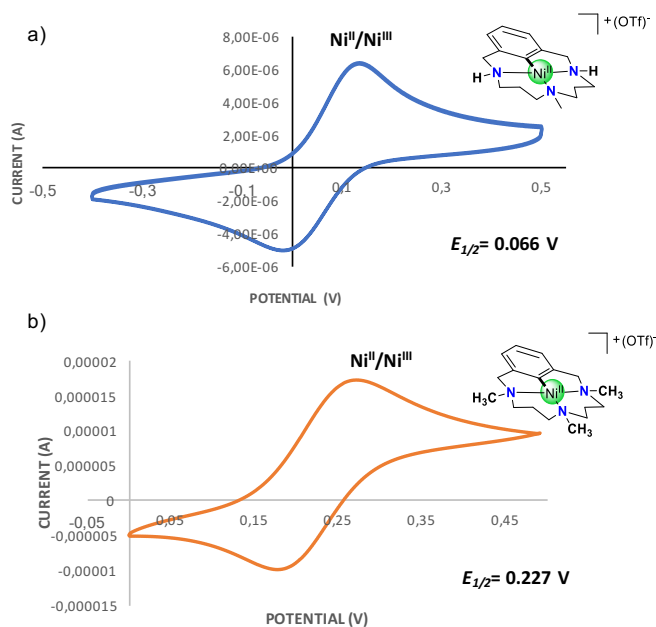 a)
Ni^II/Ni^III
+(OTf)-
H-N Ni^II N-H
N
8,00E-06
6,00E-06
4,00E-06
2,00E-06
0,00E+00
-2,00E-06
-4,00E-06
-6,00E-06
-0,5 -0,3 -0,1 0,1 0,3 0,5
CURRENT (A)
E1/2= 0.066 V
POTENTIAL (V)
b)
Ni^II/Ni^III
+(OTf)-
H3C N Ni^II N-CH3
N
CH3
0,00002
0,000015
0,00001
0,000005
0
-0,000005
-0,00001
-0,000015
-0,05 0,05 0,15 0,25 0,35 0,45
CURRENT (A)
E1/2= 0.227 V
POTENTIAL (V)